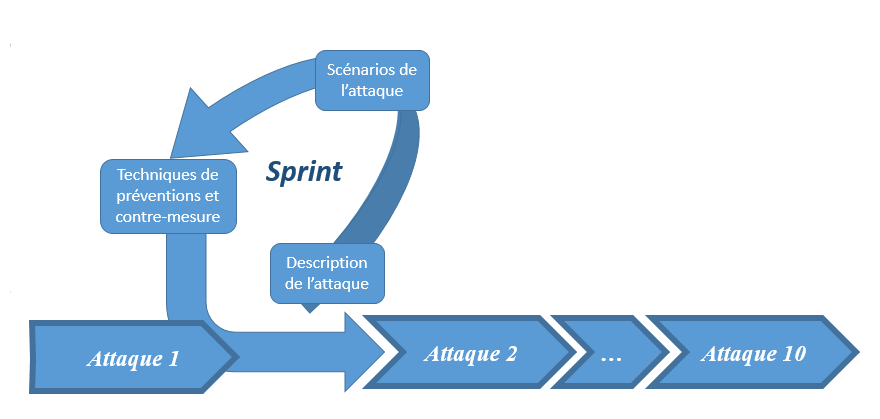 Scénarios de
l’attaque
Techniques de
préventions et
contre-mesure
Sprint
Description
de l’attaque
Attaque 1
Attaque 2
…
Attaque 10